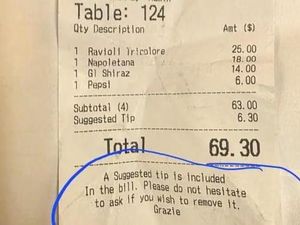 Table: 124
Qty Description Amt ($)
1 Ravioli Tricolore 25.00
1 Napoletana 18.00
1 Gl Shiraz 14.00
1 Pepsi 6.00
Subtotal (4) 63.00
Suggested Tip 6.30
Total 69.30
A Suggested tip is included
In the bill. Please do not hesitate
to ask if you wish to remove it.
Grazie